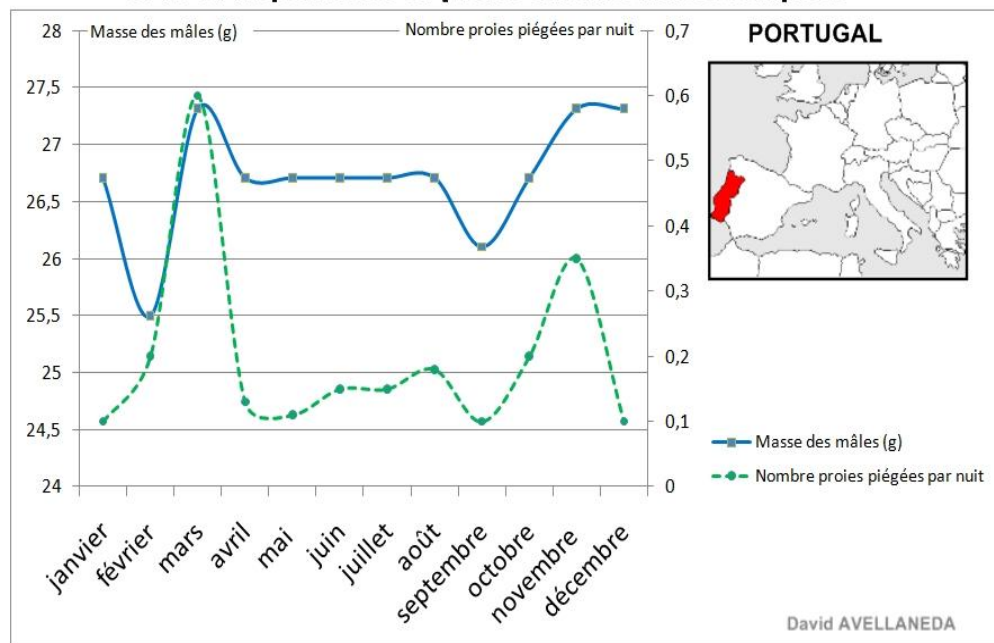 Masse des mâles (g)
Nombre proies piégées par nuit
PORTUGAL
28
27,5
27
26,5
26
25,5
25
24,5
24
0,7
0,6
0,5
0,4
0,3
0,2
0,1
0
janvier
février
mars
avril
mai
juin
juillet
août
septembre
octobre
novembre
décembre
Masse des mâles (g)
Nombre proies piégées par nuit
David AVELLANEDA